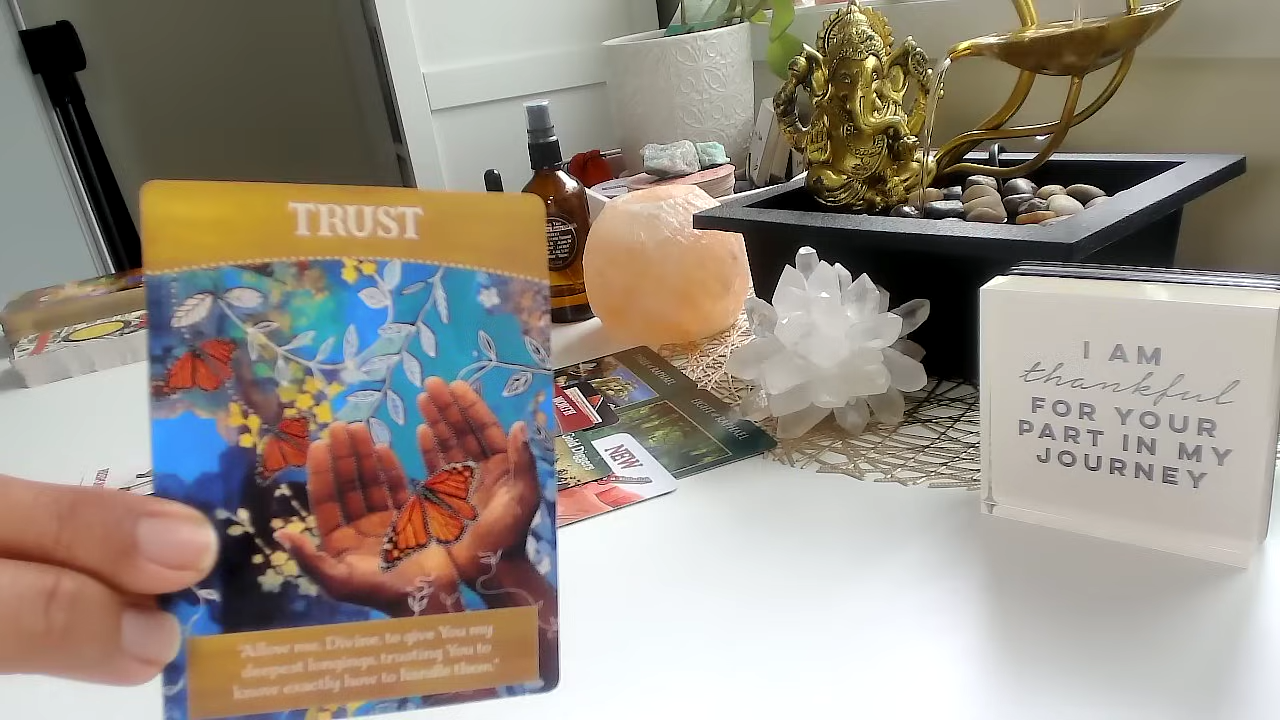 TRUST
"Allow me, Divine, to give You my
deepest longings, trusting You to
know exactly how to handle them."
NEW
I AM
thankful
FOR YOUR
PART IN MY
JOURNEY